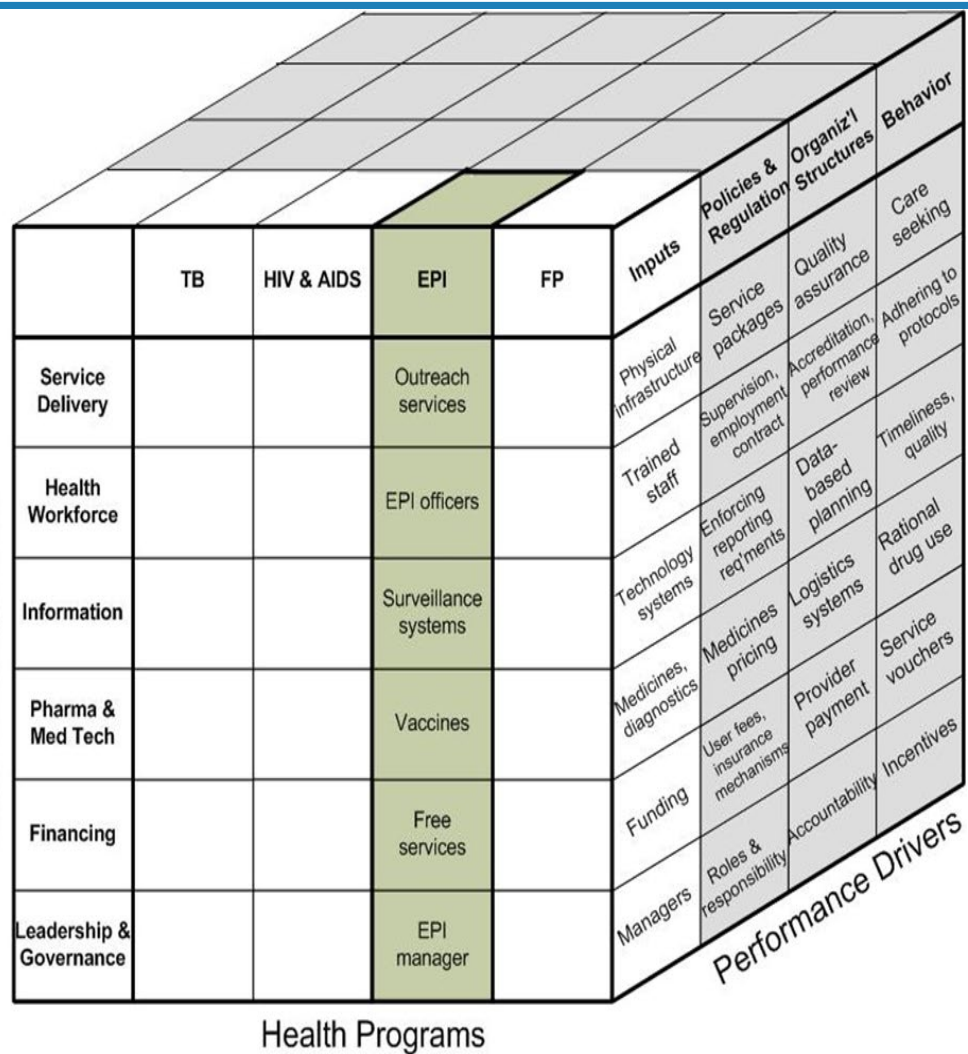 TB
HIV & AIDS
EPI
FP
Service
Delivery
Outreach
services
Health
Workforce
EPI officers
Information
Surveillance
systems
Pharma &
Med Tech
Vaccines
Financing
Free
services
Leadership &
Governance
EPI
manager
Health Programs
Inputs
Policies &
Regulation
Organiz'l
Structures
Behavior
Physical
infrastructure
Service
packages
Quality
assurance
Care
seeking
Trained
staff
Supervision,
employment
contract
Accreditation,
performance
review
Adhering to
protocols
Technology
systems
Enforcing
reporting
req'ments
Data-
based
planning
Timeliness,
quality
Medicines,
diagnostics
Medicines
pricing
Logistics
systems
Rational
drug use
Funding
User fees,
insurance
mechanisms
Provider
payment
Service
vouchers
Managers
Roles &
responsibility
Accountability
Incentives
Performance Drivers